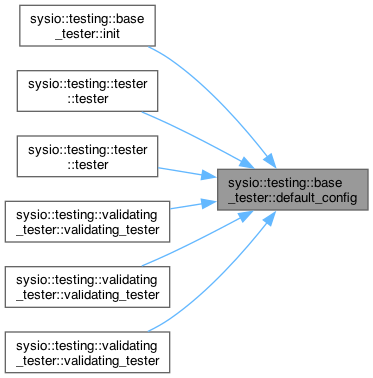 sysio::testing::base
_tester::init
sysio::testing::tester
::tester
sysio::testing::tester
::tester
sysio::testing::base
_tester::default_config
sysio::testing::validating
_tester::validating_tester
sysio::testing::validating
_tester::validating_tester
sysio::testing::validating
_tester::validating_tester